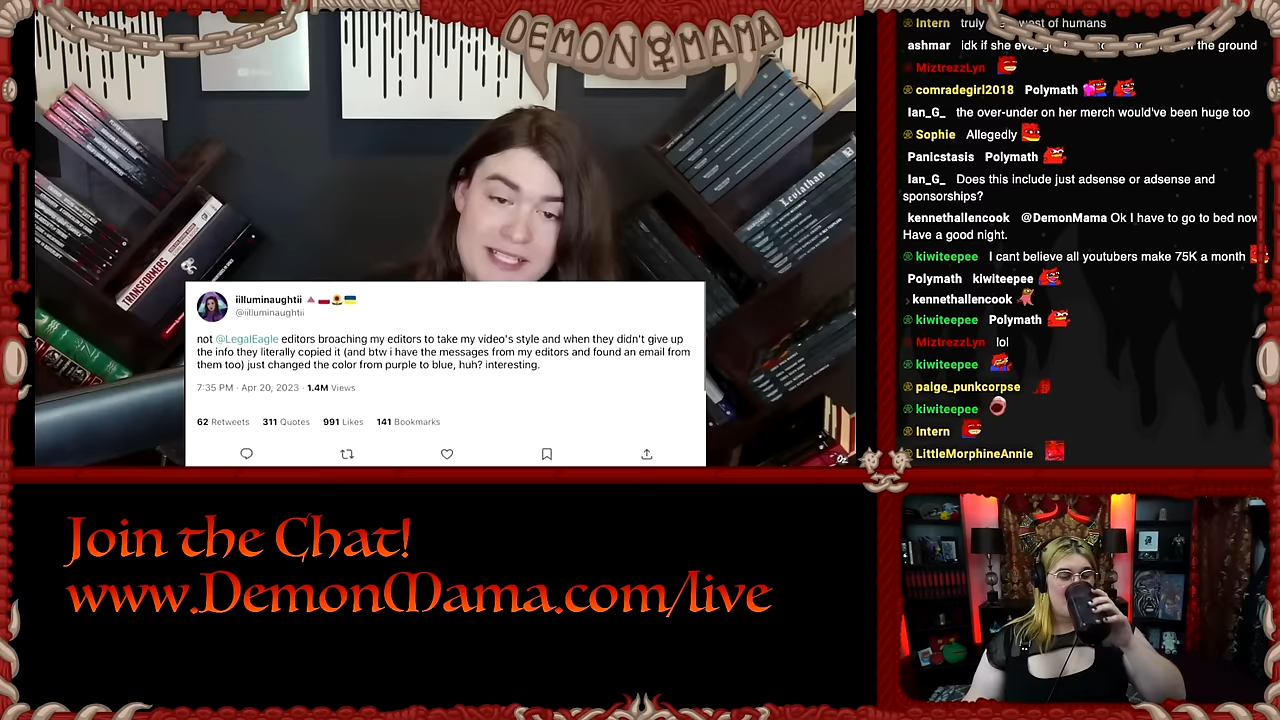 DEMON MAMA
TRANSFORMERS
Leviathan
iilluminaughtii
@iilluminaughtii
not @LegalEagle editors broaching my editors to take my video's style and when they didn't give up
the info they literally copied it (and btw i have the messages from my editors and found an email from
them too) just changed the color from purple to blue, huh? interesting.
7:35 PM · Apr 20, 2023 · 1.4M Views
62 Retweets 311 Quotes 991 Likes 141 Bookmarks
Intern truly west of humans
ashmar idk if she the ground
MiztrezzLyn
comradegirl2018 Polymath
Ian_G_ the over-under on her merch would've been huge too
Sophie Allegedly
Panicstasis Polymath
Ian_G_ Does this include just adsense or adsense and
sponsorships?
kennethallencook @DemonMama Ok I have to go to bed now
Have a good night.
kiwiteepee I cant believe all youtubers make 75K a month
Polymath kiwiteepee
kennethallencook
kiwiteepee Polymath
MiztrezzLyn lol
kiwiteepee
paige_punkcorpse
kiwiteepee
Intern
LittleMorphineAnnie
Join the Chat!
www.DemonMama.com/live